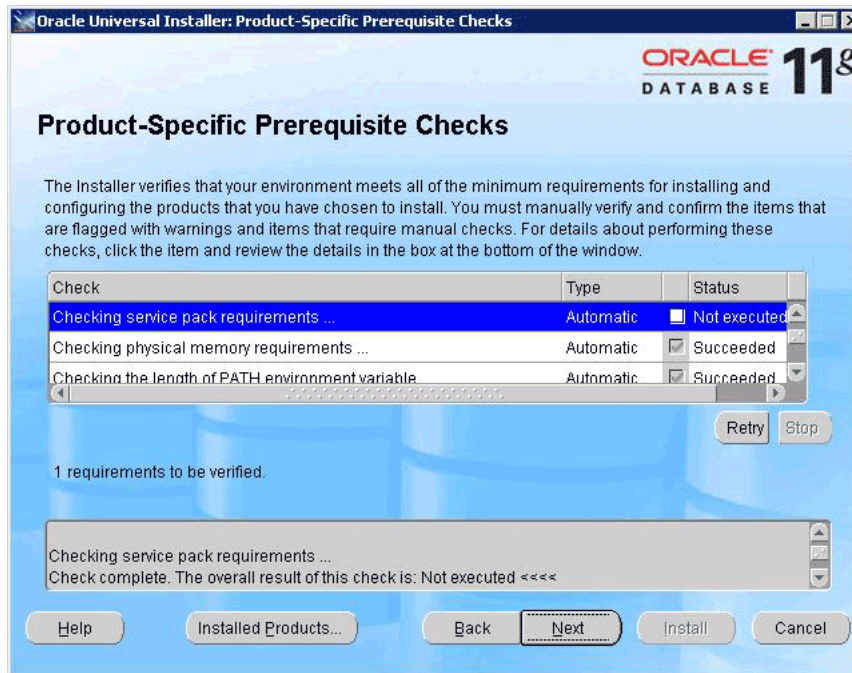 Oracle Universal Installer: Product-Specific Prerequisite Checks
ORACLE
DATABASE
11g
Product-Specific Prerequisite Checks
The Installer verifies that your environment meets all of the minimum requirements for installing and
configuring the products that you have chosen to install. You must manually verify and confirm the items that
are flagged with warnings and items that require manual checks. For details about performing these
checks, click the item and review the details in the box at the bottom of the window.
Check Type Status
Checking service pack requirements ... Automatic Not executed
Checking physical memory requirements ... Automatic Succeeded
Checking the length of PATH environment variable Automatic Succeeded
Retry Stop
1 requirements to be verified.
Checking service pack requirements ...
Check complete. The overall result of this check is: Not executed <<<<
Help Installed Products... Back Next Install Cancel